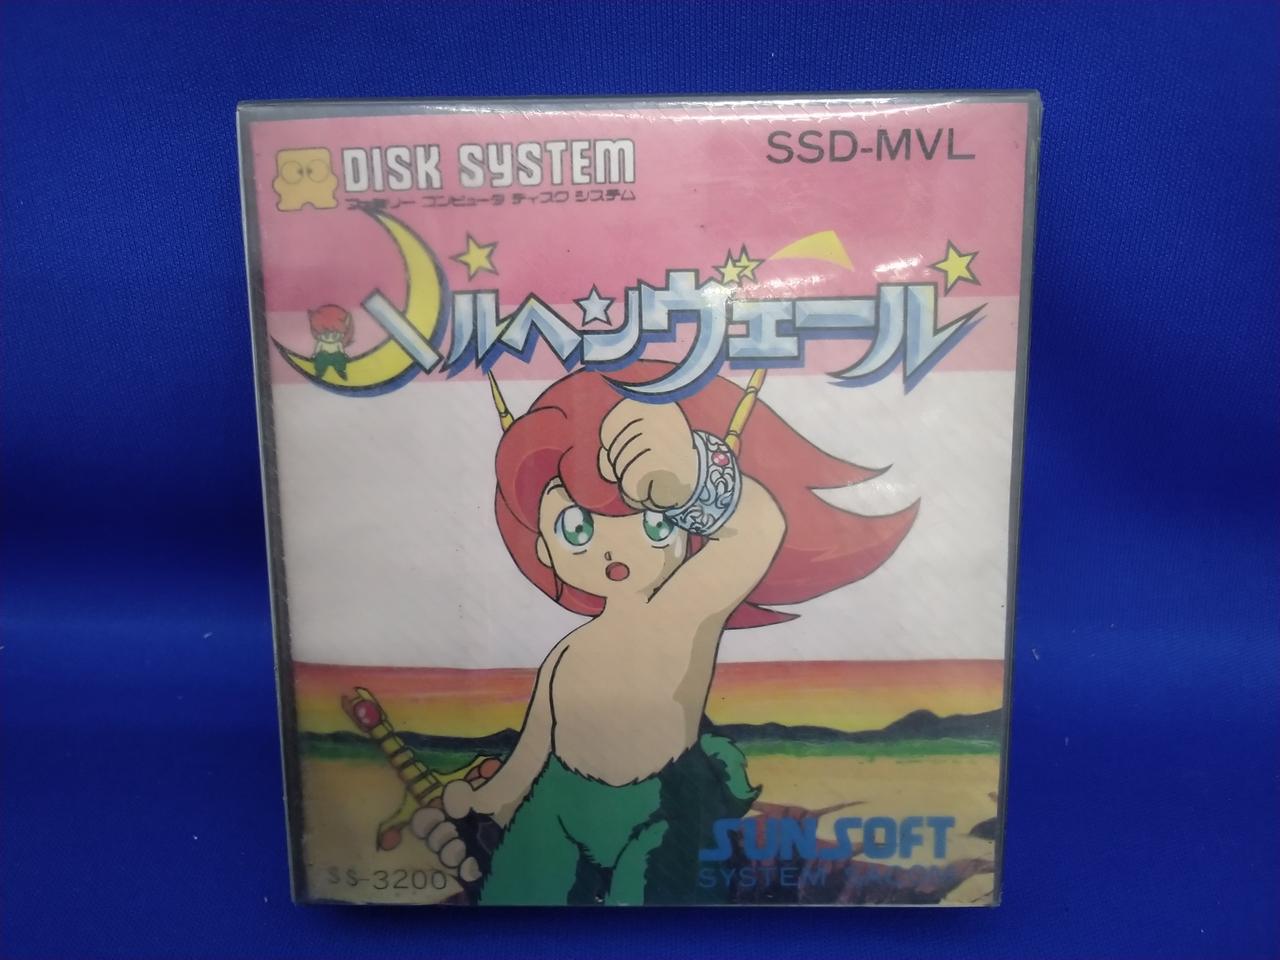 DISK SYSTEM
ファミリー コンピュータ ディスク システム
SSD-MVL
メルヘンヴェール
SS-3200
SUNSOFT
SYSTEM SACOM